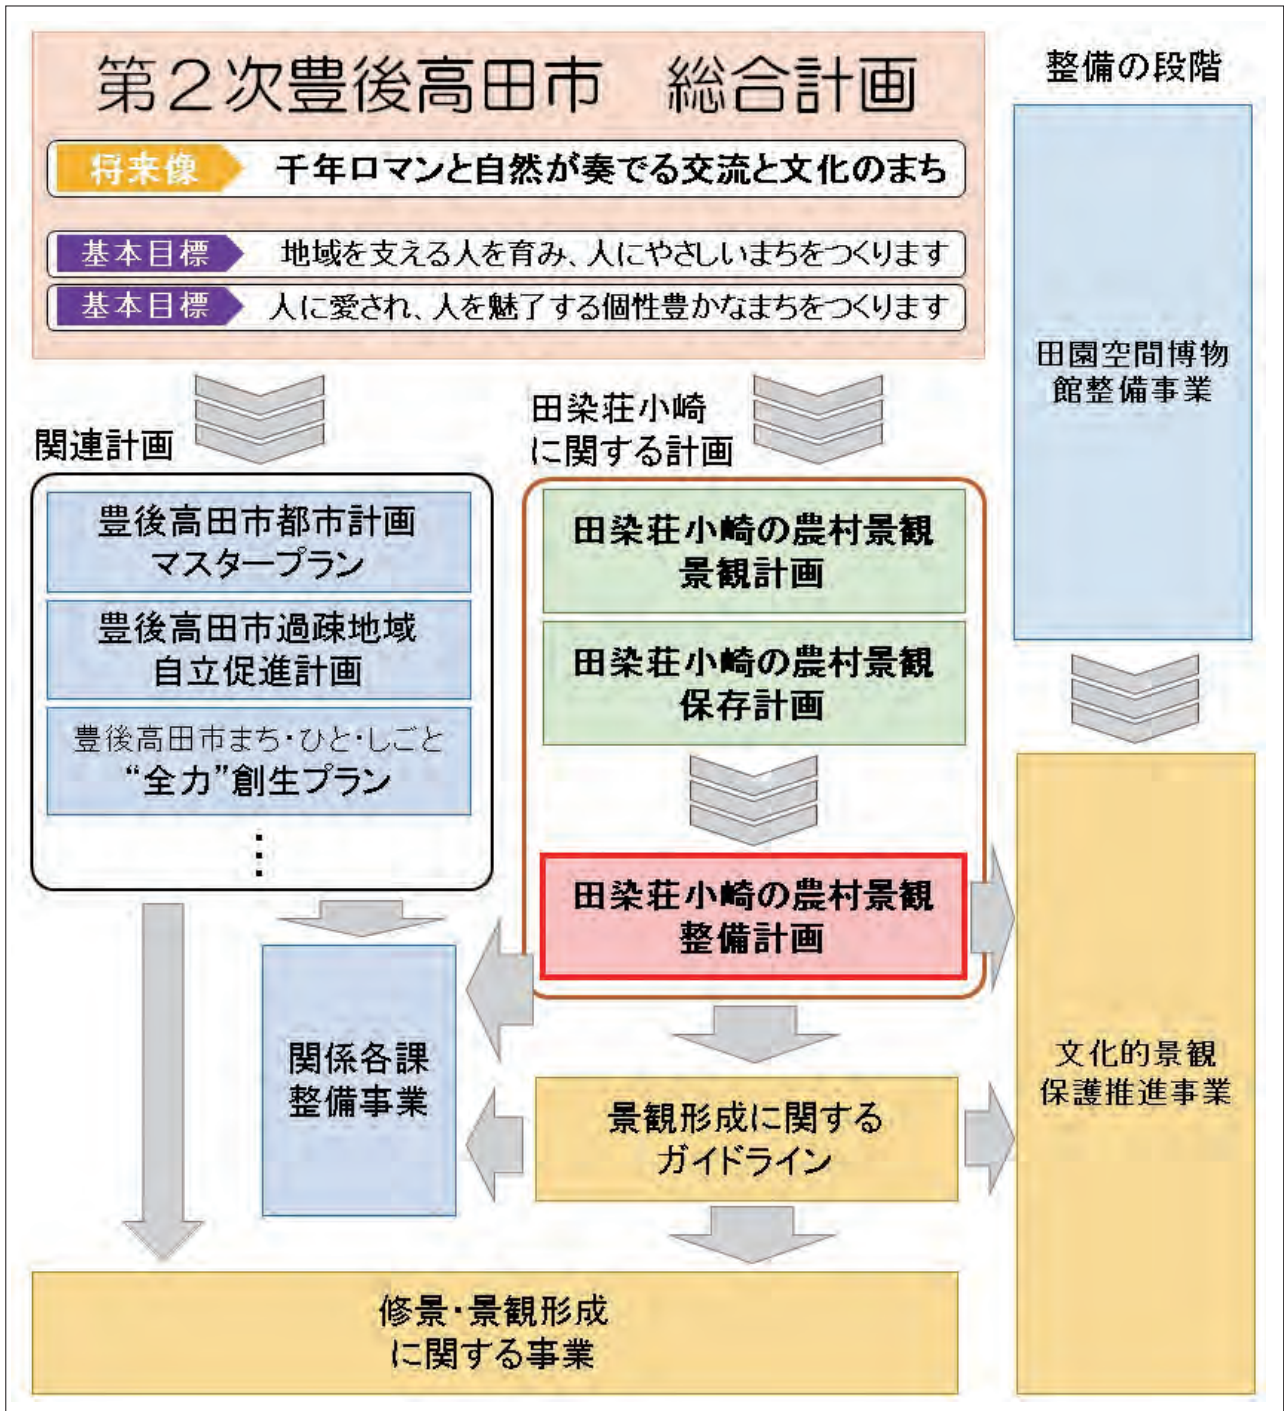 第2次豊後高田市　総合計画
将来像　千年ロマンと自然が奏でる交流と文化のまち
基本目標　地域を支える人を育み、人にやさしいまちをつくります
基本目標　人に愛され、人を魅了する個性豊かなまちをつくります
関連計画
豊後高田市都市計画
マスタープラン
豊後高田市過疎地域
自立促進計画
豊後高田市まち・ひと・しごと
“全力”創生プラン
⋮
田染荘小崎
に関する計画
田染荘小崎の農村景観
景観計画
田染荘小崎の農村景観
保存計画
田染荘小崎の農村景観
整備計画
関係各課
整備事業
景観形成に関する
ガイドライン
修景・景観形成
に関する事業
整備の段階
田園空間博物
館整備事業
文化的景観
保護推進事業